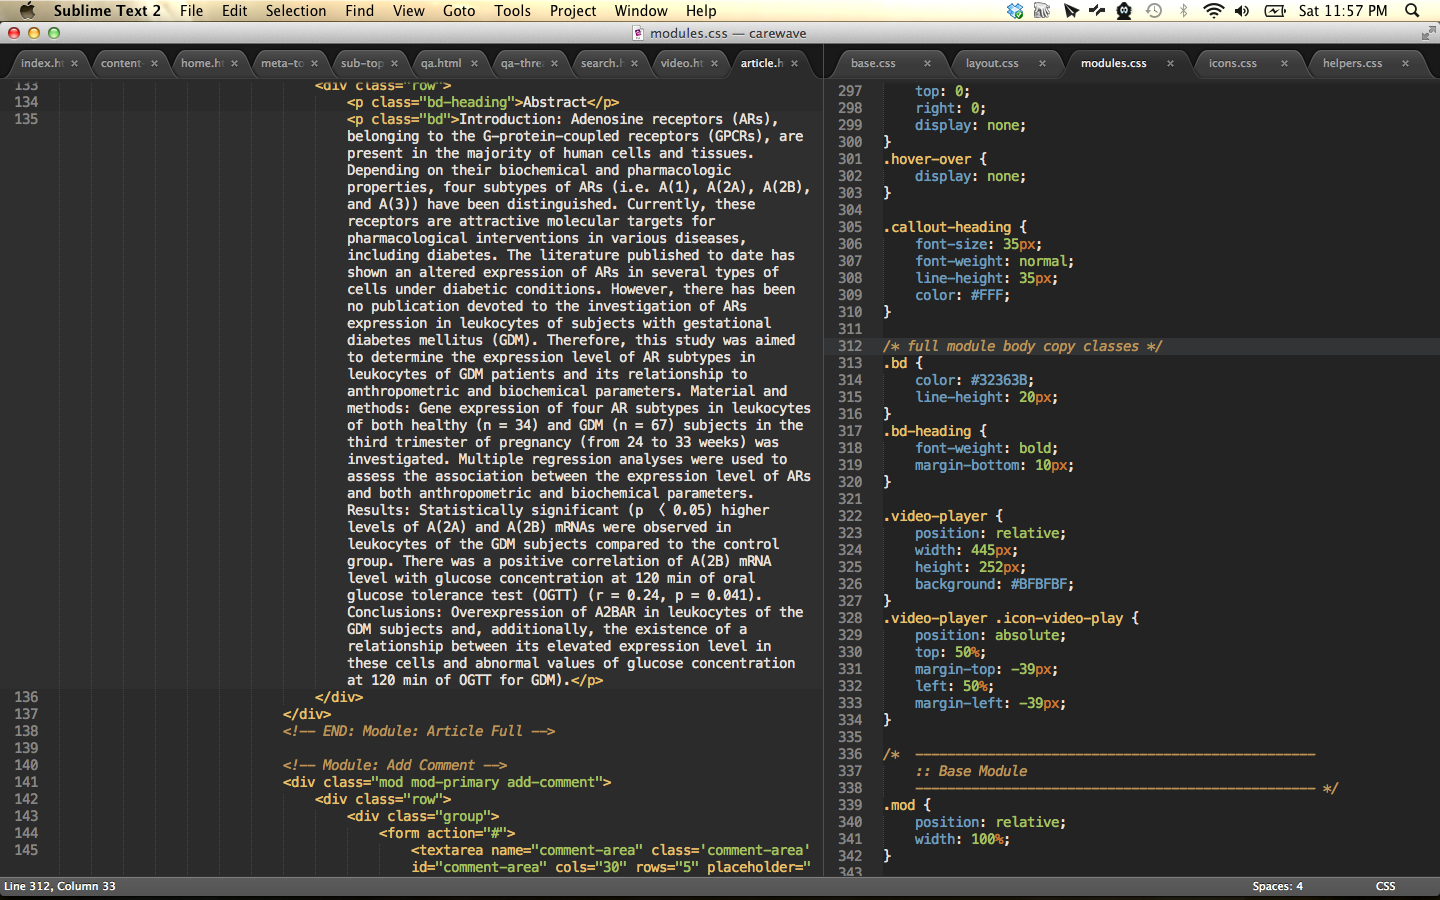 Sublime Text 2 File Edit Selection Find View Goto Tools Project Window Help Sat 11:57 PM
modules.css — carewave
index.ht × content- × home.ht × meta-to × sub-top × qa.html × qa-thre × search.h × video.ht × article.h ×
133 <div class="row">
134 <p class="bd-heading">Abstract</p>
135 <p class="bd">Introduction: Adenosine receptors (ARs),
belonging to the G-protein-coupled receptors (GPCRs), are
present in the majority of human cells and tissues.
Depending on their biochemical and pharmacologic
properties, four subtypes of ARs (i.e. A(1), A(2A), A(2B),
and A(3)) have been distinguished. Currently, these
receptors are attractive molecular targets for
pharmacological interventions in various diseases,
including diabetes. The literature published to date has
shown an altered expression of ARs in several types of
cells under diabetic conditions. However, there has been
no publication devoted to the investigation of ARs
expression in leukocytes of subjects with gestational
diabetes mellitus (GDM). Therefore, this study was aimed
to determine the expression level of AR subtypes in
leukocytes of GDM patients and its relationship to
anthropometric and biochemical parameters. Material and
methods: Gene expression of four AR subtypes in leukocytes
of both healthy (n = 34) and GDM (n = 67) subjects in the
third trimester of pregnancy (from 24 to 33 weeks) was
investigated. Multiple regression analyses were used to
assess the association between the expression level of ARs
and both anthropometric and biochemical parameters.
Results: Statistically significant (p 〈 0.05) higher
levels of A(2A) and A(2B) mRNAs were observed in
leukocytes of the GDM subjects compared to the control
group. There was a positive correlation of A(2B) mRNA
level with glucose concentration at 120 min of oral
glucose tolerance test (OGTT) (r = 0.24, p = 0.041).
Conclusions: Overexpression of A2BAR in leukocytes of the
GDM subjects and, additionally, the existence of a
relationship between its elevated expression level in
these cells and abnormal values of glucose concentration
at 120 min of OGTT for GDM).</p>
136 </div>
137 </div>
138 <!-- END: Module: Article Full -->
139
140 <!-- Module: Add Comment -->
141 <div class="mod mod-primary add-comment">
142 <div class="row">
143 <div class="group">
144 <form action="#">
145 <textarea name="comment-area" class='comment-area'
id="comment-area" cols="30" rows="5" placeholder="
base.css × layout.css × modules.css × icons.css × helpers.css ×
297 top: 0;
298 right: 0;
299 display: none;
300 }
301 .hover-over {
302 display: none;
303 }
304
305 .callout-heading {
306 font-size: 35px;
307 font-weight: normal;
308 line-height: 35px;
309 color: #FFF;
310 }
311
312 /* full module body copy classes */
313 .bd {
314 color: #32363B;
315 line-height: 20px;
316 }
317 .bd-heading {
318 font-weight: bold;
319 margin-bottom: 10px;
320 }
321
322 .video-player {
323 position: relative;
324 width: 445px;
325 height: 252px;
326 background: #BFBFBF;
327 }
328 .video-player .icon-video-play {
329 position: absolute;
330 top: 50%;
331 margin-top: -39px;
332 left: 50%;
333 margin-left: -39px;
334 }
335
336 /* --------------------------------------------------
337 :: Base Module
338 -------------------------------------------------- */
339 .mod {
340 position: relative;
341 width: 100%;
342 }
343
Line 312, Column 33 Spaces: 4 CSS